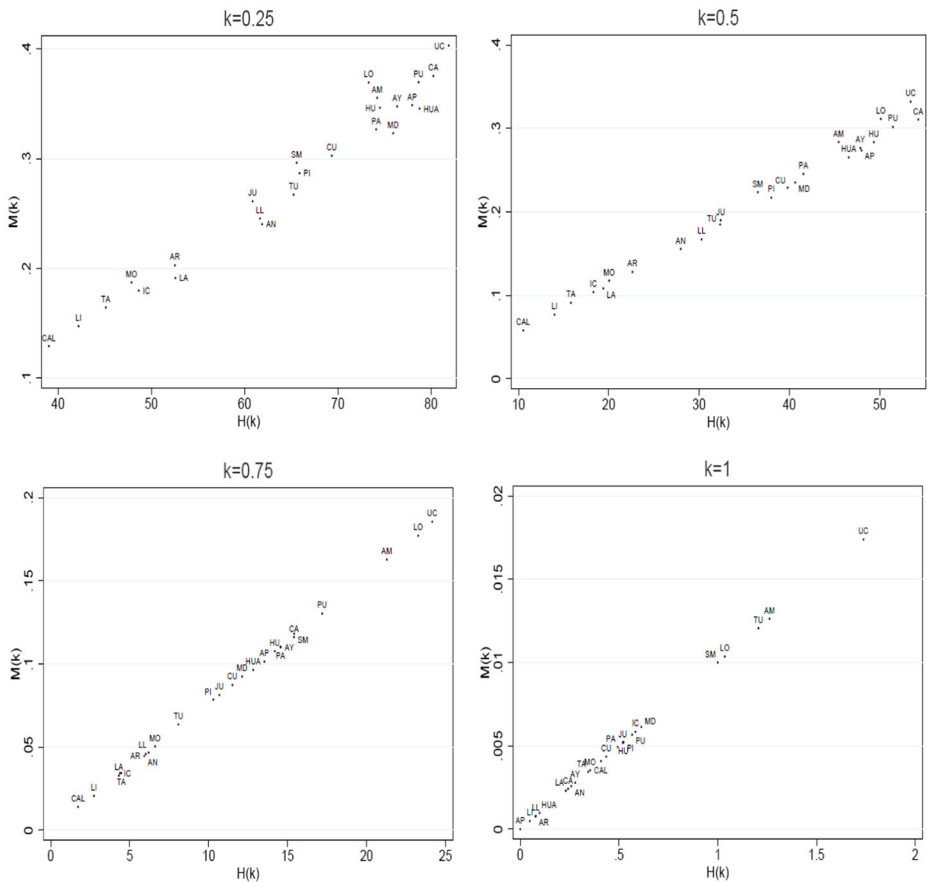 k=0.25
.4
.3
.2
.1
M(k)
UC
CA
PU
LO
AM
HU
AY
AP
HUA
PA
MD
CU
SM
PI
TU
JU
LL
AN
AR
LA
MO
IC
TA
LI
CAL
40 50 60 70 80
H(k)
k=0.5
.4
.3
.2
.1
0
M(k)
UC
CA
LO
PU
AM
HUA
AY
AP
HU
PA
SM
PI
CU
MD
TU
JU
LL
AN
AR
MO
IC
LA
TA
LI
CAL
10 20 30 40 50
H(k)
k=0.75
.2
.15
.1
.05
0
M(k)
UC
LO
AM
PU
CA
SM
HU
AY
AP
PA
HUA
MD
CU
PI
JU
TU
LL
MO
AR
AN
LA
IC
TA
LI
CAL
0 5 10 15 20 25
H(k)
k=1
.02
.015
.01
.005
0
M(k)
UC
AM
TU
LO
SM
IC
MD
PA
JU
PI
PU
CU
HU
TA
MO
CAL
AY
LA
CA
AN
LI
LL
HUA
AR
AP
0 .5 1 1.5 2
H(k)